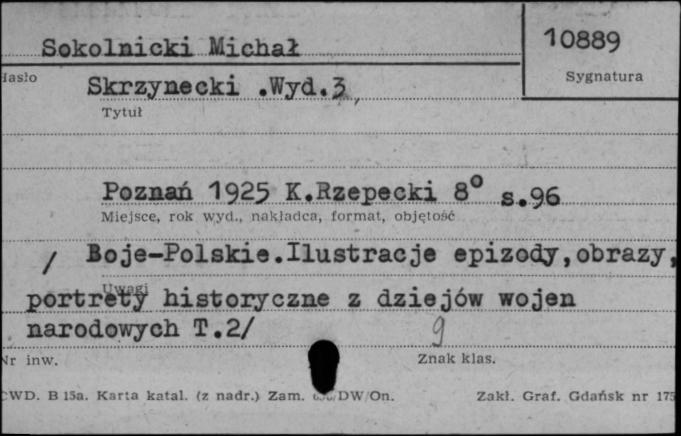 Sokolnicki Michał
10889
Hasło
Sygnatura
Skrzynecki .Wyd.3
Tytuł
Poznań 1925 K.Rzepecki 8° s.96
Miejsce, rok wyd., nakładca, format, objętość
/ Boje-Polskie.Ilustracje epizody,obrazy,
Uwagi
portrety historyczne z dziejów wojen
narodowych T.2/
9
Nr inw.
Znak klas.
CWD. B 15a. Karta katal. (z nadr.) Zam. DW/On.
Zakł. Graf. Gdańsk nr 175